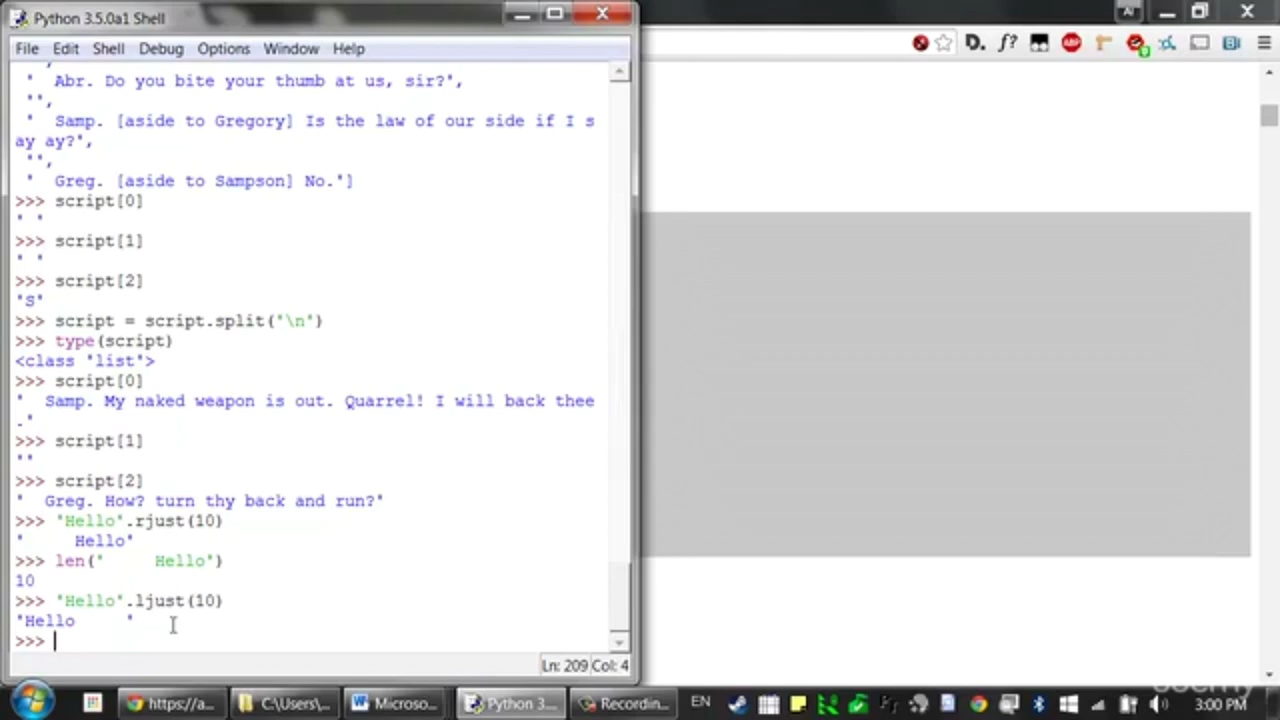 Python 3.5.0a1 Shell
File Edit Shell Debug Options Window Help
' Abr. Do you bite your thumb at us, sir?',
'',
' Samp. [aside to Gregory] Is the law of our side if I s
ay ay?',
'',
' Greg. [aside to Sampson] No.']
>>> script[0]
' '
>>> script[1]
' '
>>> script[2]
'S'
>>> script = script.split('\n')
>>> type(script)
<class 'list'>
>>> script[0]
' Samp. My naked weapon is out. Quarrel! I will back thee
.'
>>> script[1]
''
>>> script[2]
' Greg. How? turn thy back and run?'
>>> 'Hello'.rjust(10)
'     Hello'
>>> len('     Hello')
10
>>> 'Hello'.ljust(10)
'Hello     '
>>>
Ln: 209 Col: 4
https://a... C:\Users\... Microso... Python 3.... Recordin... EN 3:00 PM